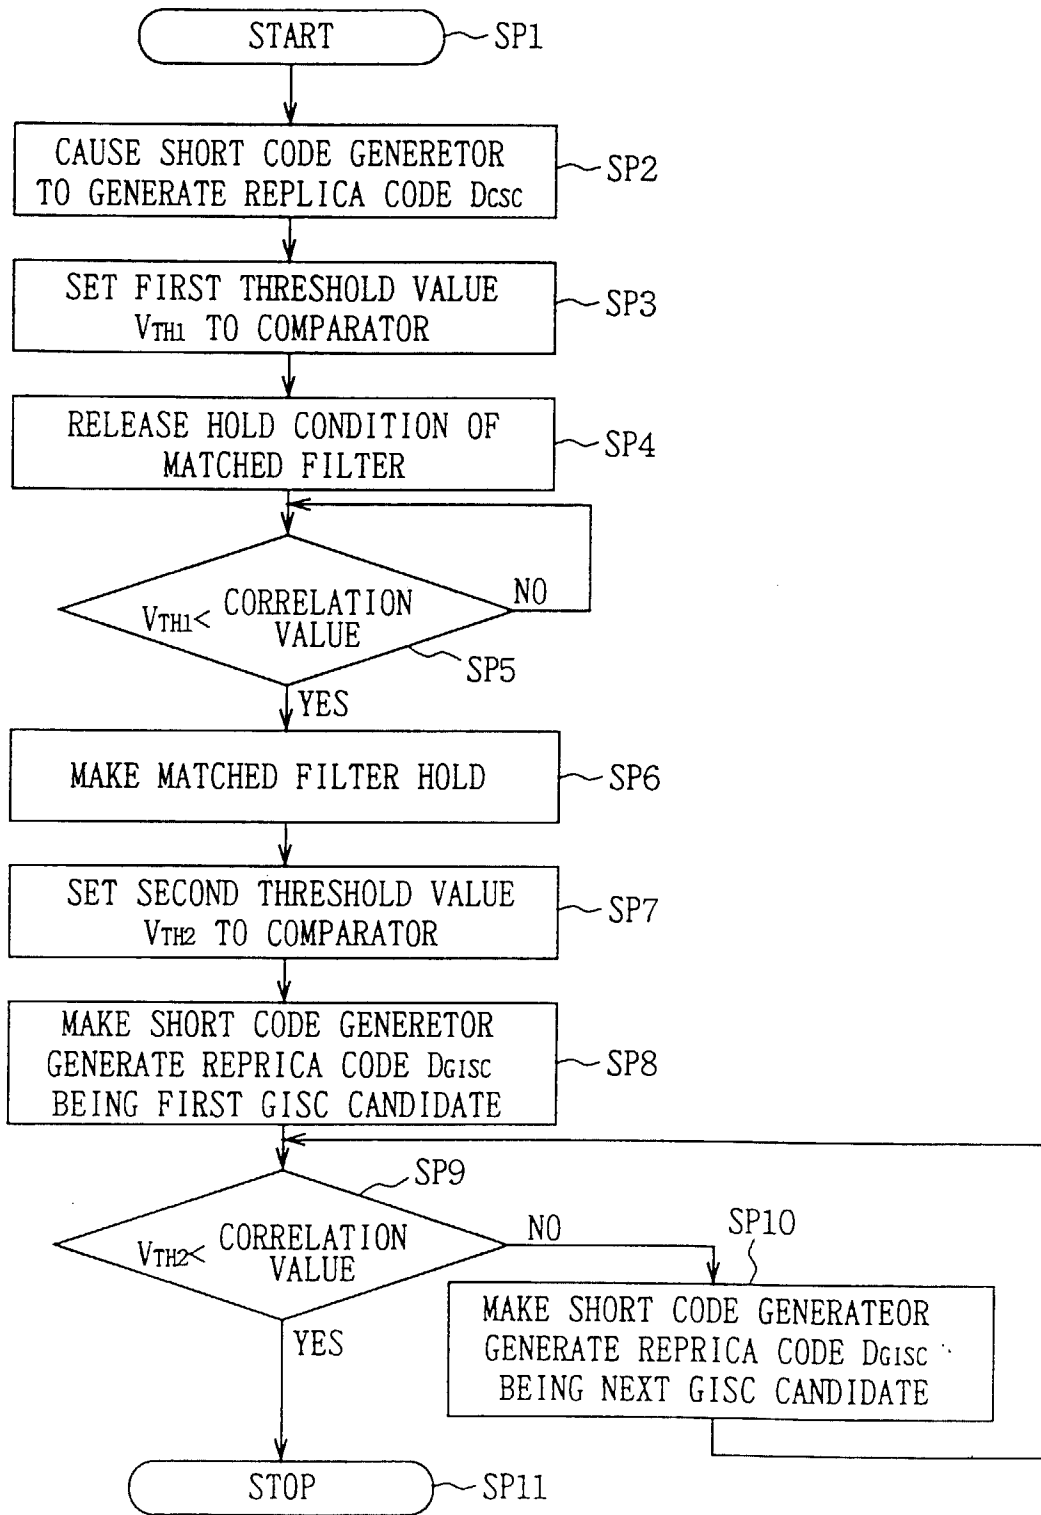 START
SP1
CAUSE SHORT CODE GENERETOR
TO GENERATE REPLICA CODE DCSC
SP2
SET FIRST THRESHOLD VALUE
VTH1 TO COMPARATOR
SP3
RELEASE HOLD CONDITION OF
MATCHED FILTER
SP4
VTH1< CORRELATION
VALUE
NO
SP5
YES
MAKE MATCHED FILTER HOLD
SP6
SET SECOND THRESHOLD VALUE
VTH2 TO COMPARATOR
SP7
MAKE SHORT CODE GENERETOR
GENERATE REPRICA CODE DGISC
BEING FIRST GISC CANDIDATE
SP8
SP9
VTH2< CORRELATION
VALUE
NO
YES
SP10
MAKE SHORT CODE GENERATEOR
GENERATE REPRICA CODE DGISC
BEING NEXT GISC CANDIDATE
STOP
SP11